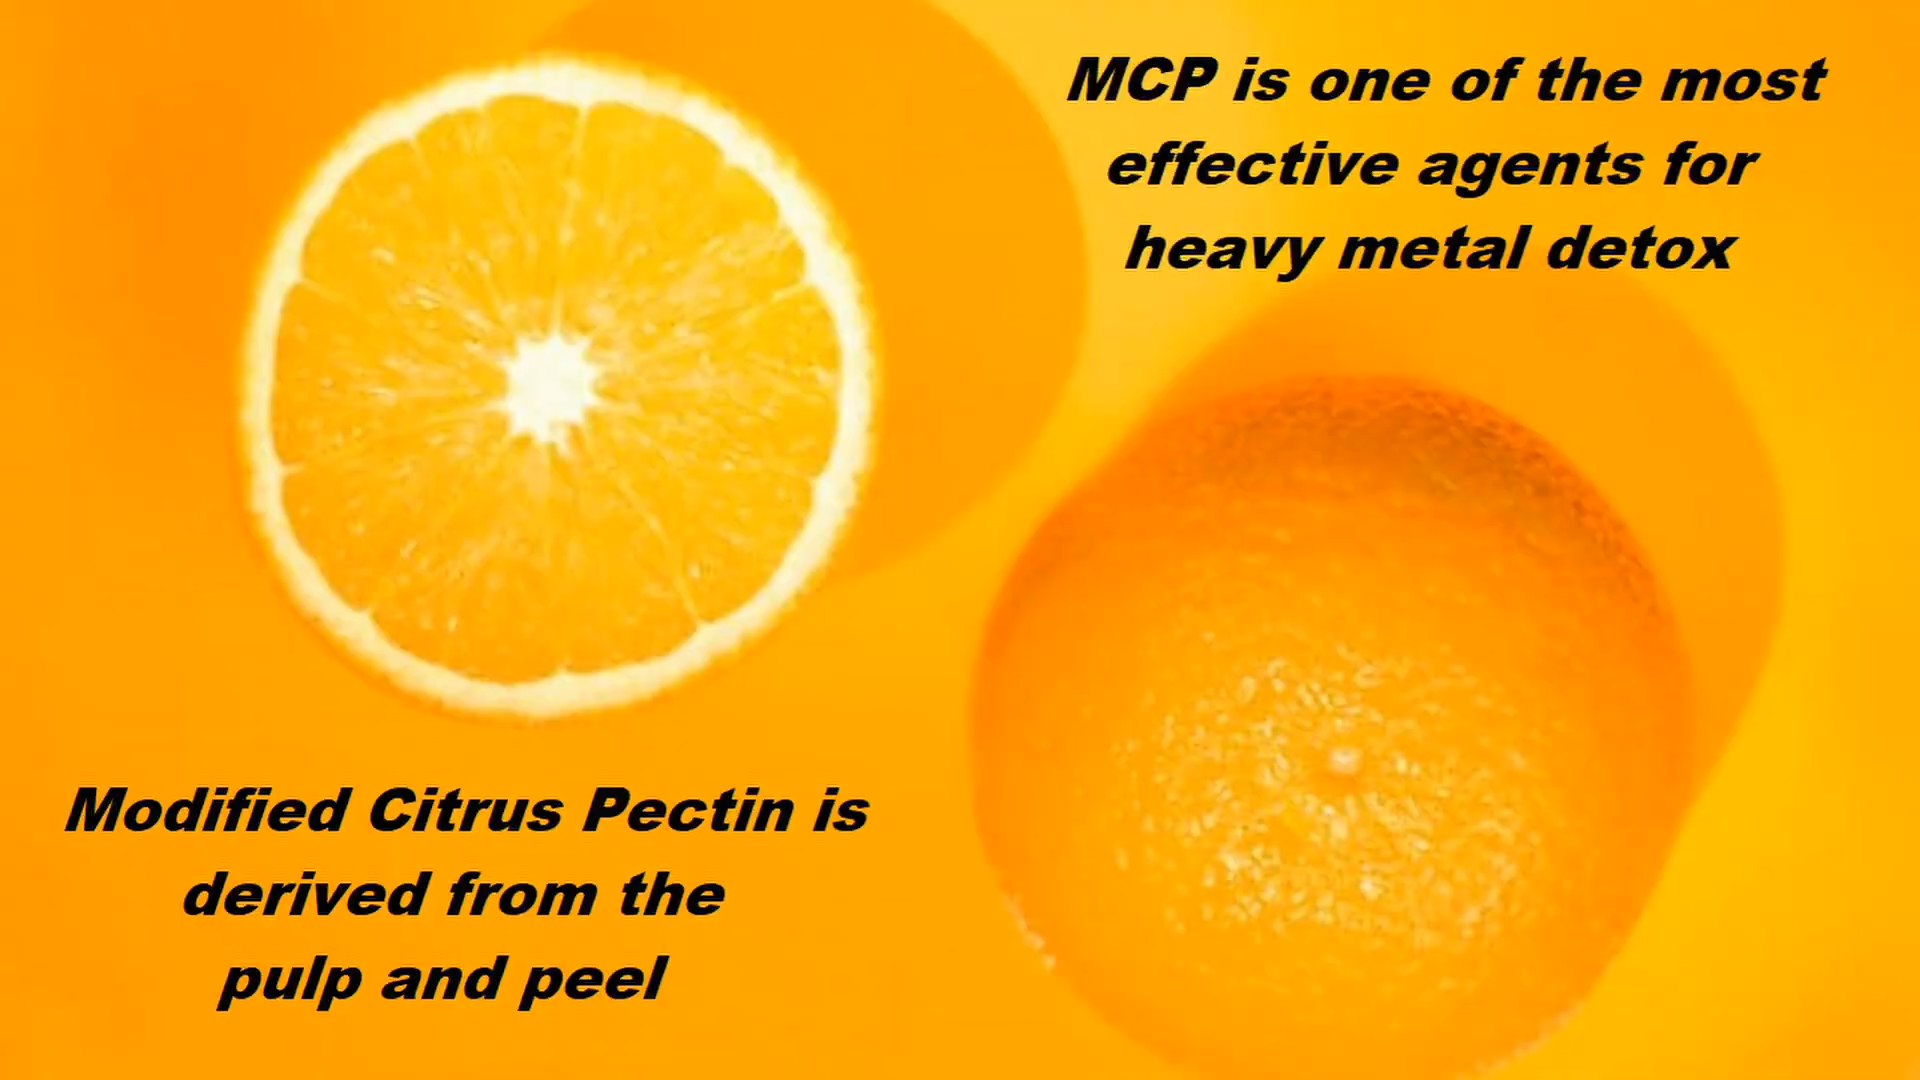 MCP is one of the most
effective agents for
heavy metal detox
Modified Citrus Pectin is
derived from the
pulp and peel